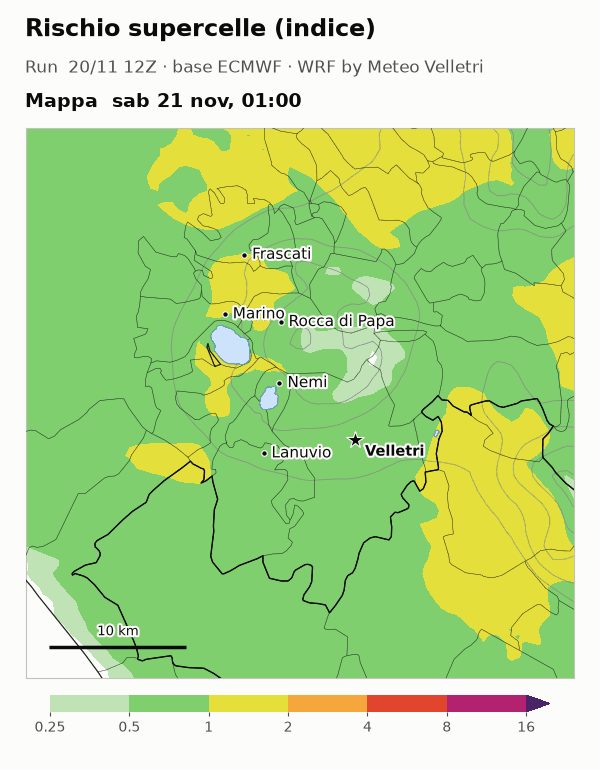 Rischio supercelle (indice)
Run  20/11 12Z · base ECMWF · WRF by Meteo Velletri
Mappa  sab 21 nov, 01:00
Frascati
Marino
Rocca di Papa
Nemi
Velletri
Lanuvio
10 km
0.25 0.5 1 2 4 8 16